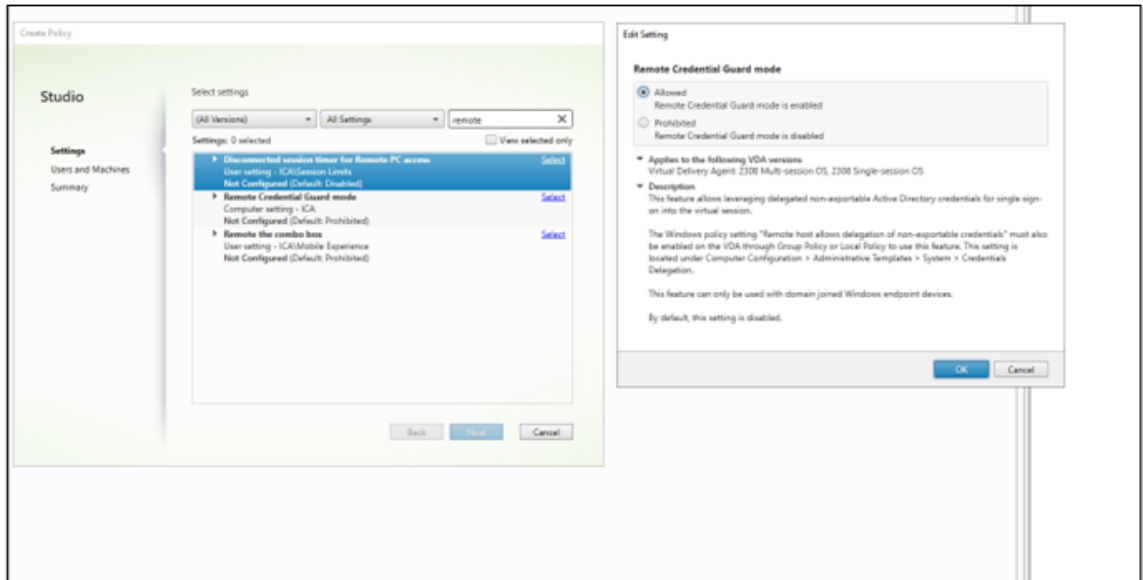 Create Policy
Studio
Settings
Users and Machines
Summary
Select settings
(All Versions)
All Settings
remote
X
Settings: 0 selected
View selected only
Disconnected session timer for Remote PC access
Select
User setting - ICA\Session Limits
Not Configured (Default: Disabled)
Remote Credential Guard mode
Select
Computer setting - ICA
Not Configured (Default: Prohibited)
Remote the combo box
Select
User setting - ICA\Mobile Experience
Not Configured (Default: Prohibited)
Back
Next
Cancel
Edit Setting
Remote Credential Guard mode
Allowed
Remote Credential Guard mode is enabled
Prohibited
Remote Credential Guard mode is disabled
Applies to the following VDA versions
Virtual Delivery Agent: 2308 Multi-session OS, 2308 Single-session OS
Description
This feature allows leveraging delegated non-exportable Active Directory credentials for single sign-
on into the virtual session.
The Windows policy setting "Remote host allows delegation of non-exportable credentials" must also
be enabled on the VDA through Group Policy or Local Policy to use this feature. This setting is
located under Computer Configuration > Administrative Templates > System > Credentials
Delegation.
This feature can only be used with domain joined Windows endpoint devices.
By default, this setting is disabled.
OK
Cancel